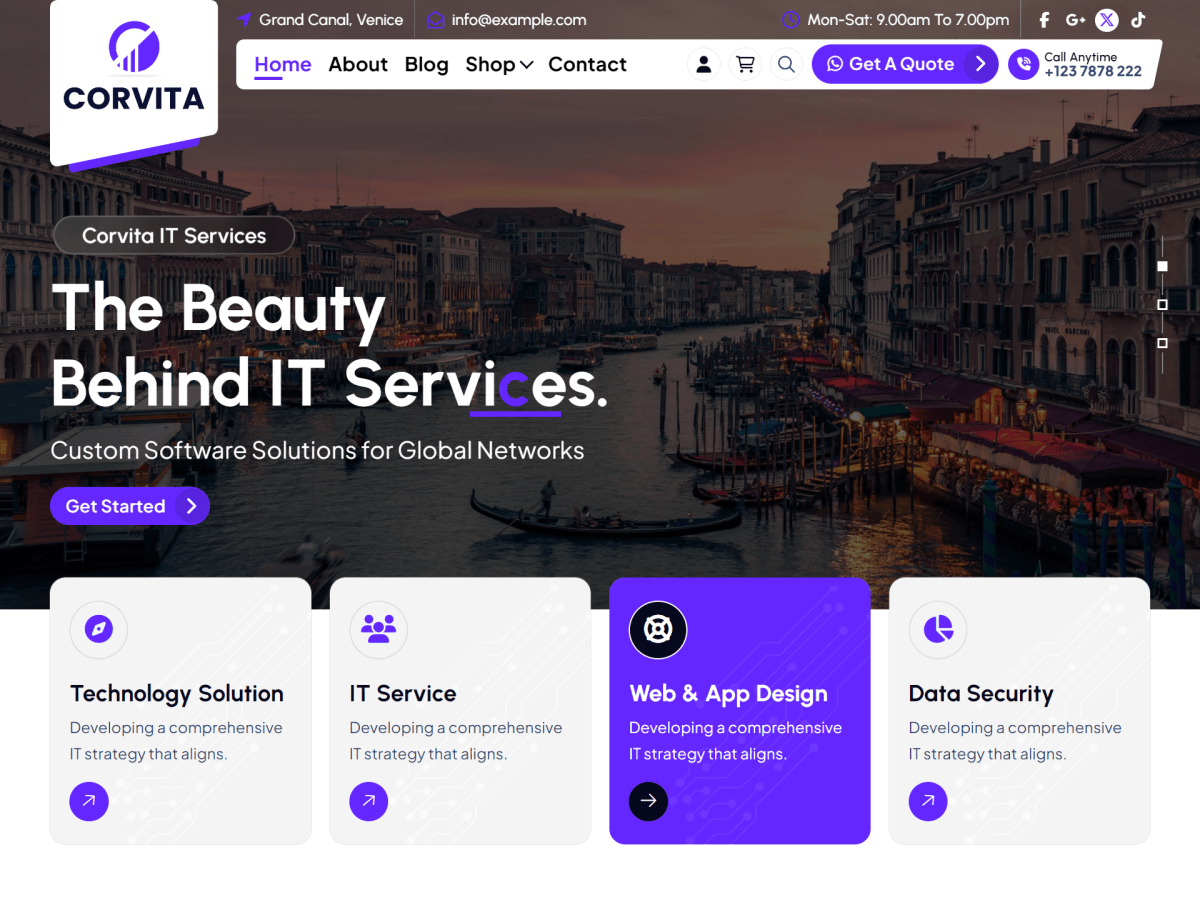 Grand Canal, Venice
info@example.com
Mon-Sat: 9.00am To 7.00pm
CORVITA
Home
About
Blog
Shop
Contact
Get A Quote
Call Anytime
+123 7878 222
Corvita IT Services
The Beauty
Behind IT Services.
Custom Software Solutions for Global Networks
Get Started
Technology Solution
Developing a comprehensive
IT strategy that aligns.
IT Service
Developing a comprehensive
IT strategy that aligns.
Web & App Design
Developing a comprehensive
IT strategy that aligns.
Data Security
Developing a comprehensive
IT strategy that aligns.